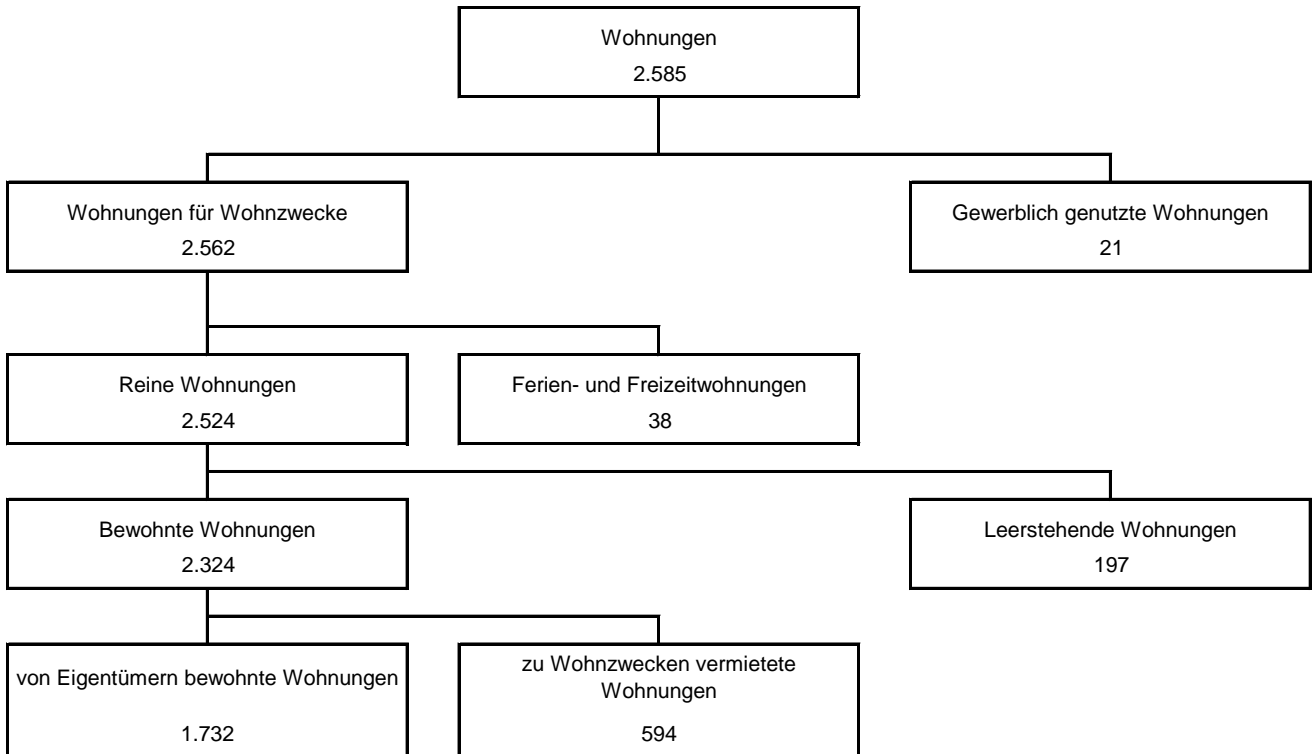 Wohnungen
2.585
Wohnungen für Wohnzwecke
2.562
Gewerblich genutzte Wohnungen
21
Reine Wohnungen
2.524
Ferien- und Freizeitwohnungen
38
Bewohnte Wohnungen
2.324
Leerstehende Wohnungen
197
von Eigentümern bewohnte Wohnungen
1.732
zu Wohnzwecken vermietete
Wohnungen
594